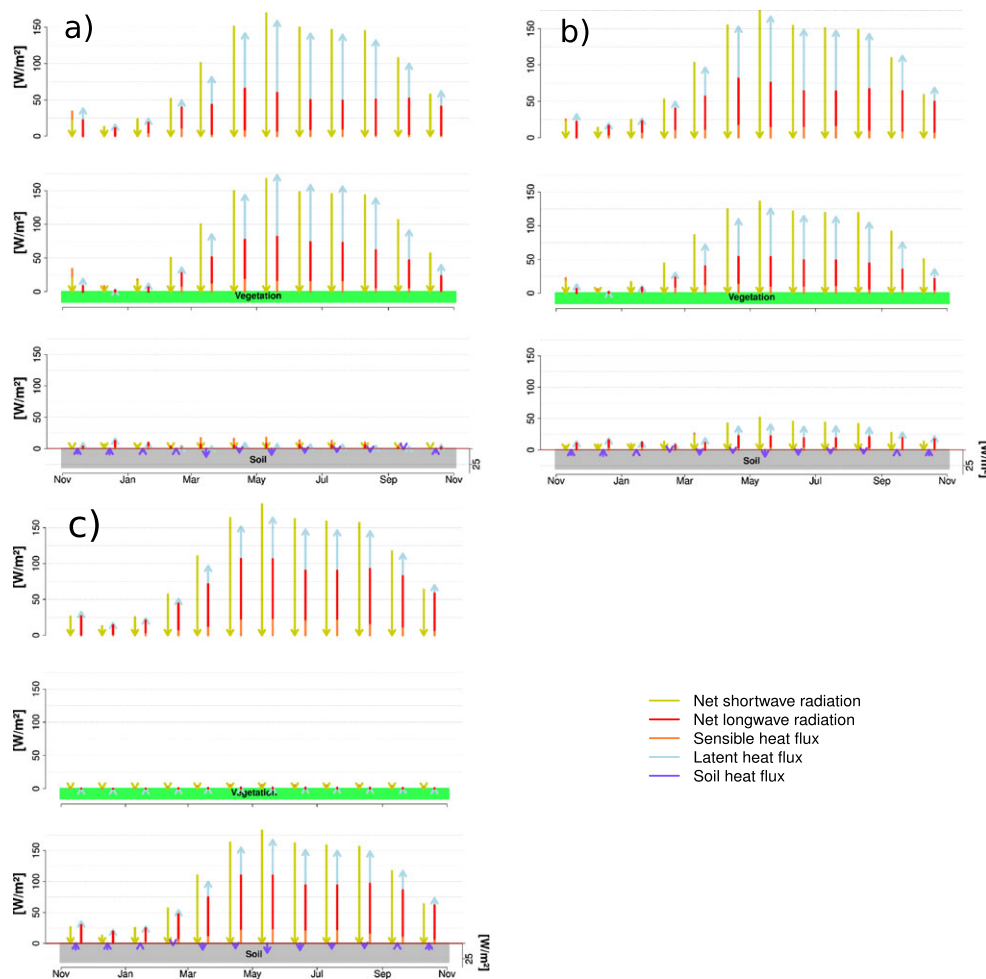 a)
[W/m²]
0 50 100 150
[W/m²]
0 50 100 150
Vegetation
[W/m²]
0 50 100 150
Soil
25
Nov Jan Mar May Jul Sep Nov
b)
0 50 100 150
0 50 100 150
Vegetation
0 50 100 150
Soil
25
Nov Jan Mar May Jul Sep Nov
c)
[W/m²]
0 50 100 150
[W/m²]
0 50 100 150
Vegetation
[W/m²]
0 50 100 150
Soil
25
[W/m²]
Nov Jan Mar May Jul Sep Nov
Net shortwave radiation
Net longwave radiation
Sensible heat flux
Latent heat flux
Soil heat flux